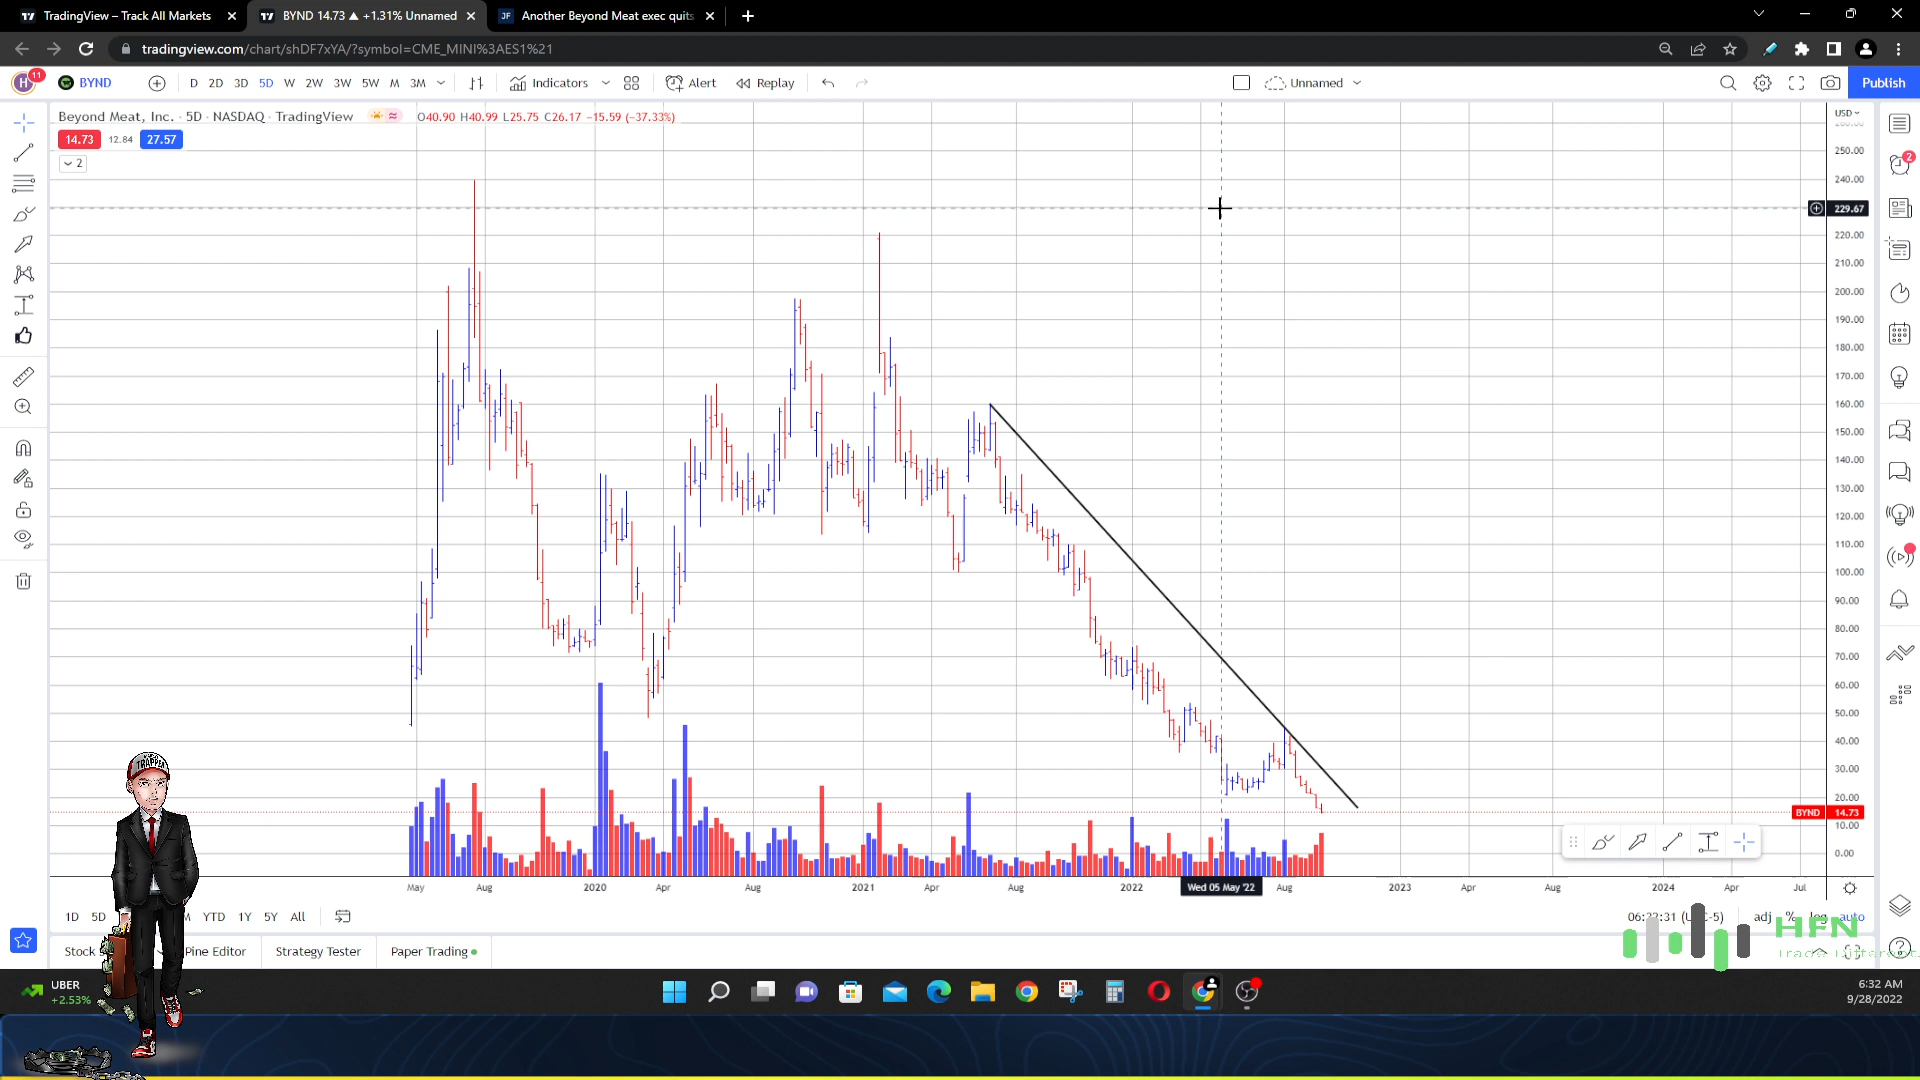 TradingView – Track All Markets
BYND 14.73 ▲ +1.31% Unnamed
Another Beyond Meat exec quits
tradingview.com/chart/shDF7xYA/?symbol=CME_MINI%3AES1%21
H 11 BYND D 2D 3D 5D W 2W 3W 5W M 3M Indicators Alert Replay Unnamed Publish
Beyond Meat, Inc. · 5D · NASDAQ · TradingView O40.90 H40.99 L25.75 C26.17 −15.59 (−37.33%)
14.73 12.84 27.57
2
USD
250.00
2
240.00
229.67
220.00
210.00
200.00
190.00
180.00
170.00
160.00
150.00
140.00
130.00
120.00
110.00
100.00
90.00
80.00
70.00
60.00
50.00
40.00
30.00
20.00
BYND 14.73
10.00
0.00
May Aug 2020 Apr Aug 2021 Apr Aug 2022 Wed 05 May '22 Aug 2023 Apr Aug 2024 Apr Jul
1D 5D M YTD 1Y 5Y All
adj % log auto
TRAPPER
HFN
Stock Pine Editor Strategy Tester Paper Trading
UBER
+2.53%
6:32 AM
9/28/2022